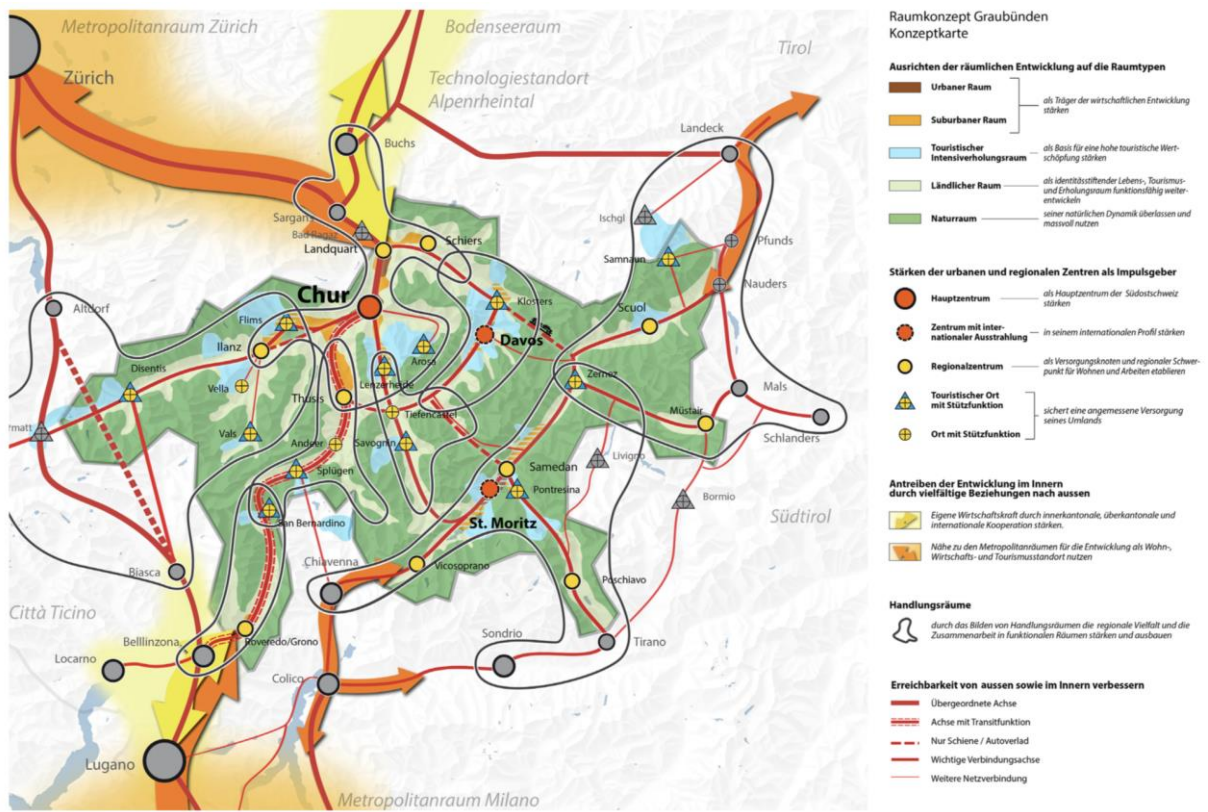 Metropolitanraum Zürich
Bodenseeraum
Tirol
Zürich
Technologiestandort
Alpenrheintal
Buchs
Landeck
Sargans
Bad Ragaz
Landquart
Schiers
Ischgl
Samnaun
Pfunds
Nauders
Altdorf
Chur
Klosters
Scuol
Flims
Ilanz
Davos
Arosa
Disentis
Vella
Lenzerheide
Zernez
Mals
Thusis
Tiefencastel
Müstair
Schlanders
Vals
Andeer
Savognin
Livigno
Splügen
Samedan
Pontresina
Bormio
San Bernardino
St. Moritz
Südtirol
Biasca
Chiavenna
Vicosoprano
Poschiavo
Città Ticino
Belllinzona
Roveredo/Grono
Sondrio
Tirano
Locarno
Colico
Lugano
Metropolitanraum Milano
Raumkonzept Graubünden
Konzeptkarte
Ausrichten der räumlichen Entwicklung auf die Raumtypen
Urbaner Raum
als Träger der wirtschaftlichen Entwicklung
stärken
Suburbaner Raum
Touristischer
Intensiverholungsraum
als Basis für eine hohe touristische Wert-
schöpfung stärken
Ländlicher Raum
als identitässtiftender Lebens-, Tourismus-
und Erholungsraum funktionsfähig weiter-
entwickeln
Naturraum
seiner natürlichen Dynamik überlassen und
massvoll nutzen
Stärken der urbanen und regionalen Zentren als Impulsgeber
Hauptzentrum
als Hauptzentrum der Südostschweiz
stärken
Zentrum mit inter-
nationaler Ausstrahlung
in seinem internationalen Profil stärken
Regionalzentrum
als Versorgungsknoten und regionaler Schwer-
punkt für Wohnen und Arbeiten etablieren
Touristischer Ort
mit Stützfunktion
sichert eine angemessene Versorgung
seines Umlands
Ort mit Stützfunktion
Antreiben der Entwicklung im Innern
durch vielfältige Beziehungen nach aussen
Eigene Wirtschaftskraft durch innerkantonale, überkantonale und
internationale Kooperation stärken.
Nähe zu den Metropolitanräumen für die Entwicklung als Wohn-,
Wirtschafts- und Tourismusstandort nutzen
Handlungsräume
durch das Bilden von Handlungsräumen die regionale Vielfalt und die
Zusammenarbeit in funktionalen Räumen stärken und ausbauen
Erreichbarkeit von aussen sowie im Innern verbessern
Übergeordnete Achse
Achse mit Transitfunktion
Nur Schiene / Autoverlad
Wichtige Verbindungsachse
Weitere Netzverbindung